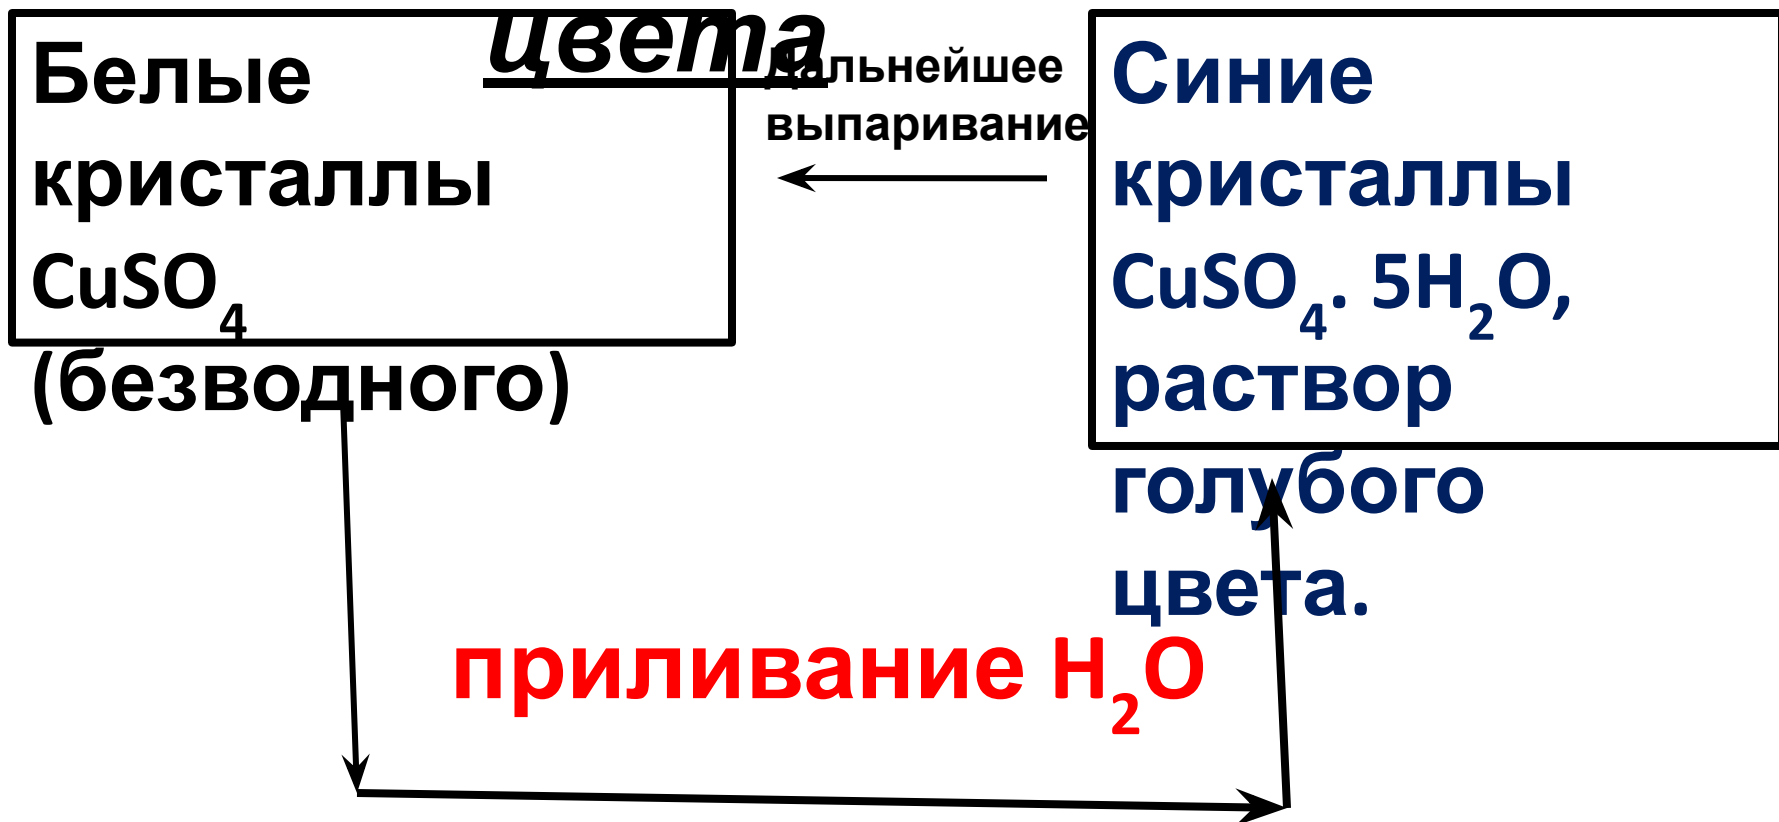 цвета
Белые
кристаллы
CuSO₄
(безводного)
Дальнейшее
выпаривание
Синие
кристаллы
CuSO₄. 5H₂O,
раствор
голубого
цвета.
приливание H₂O